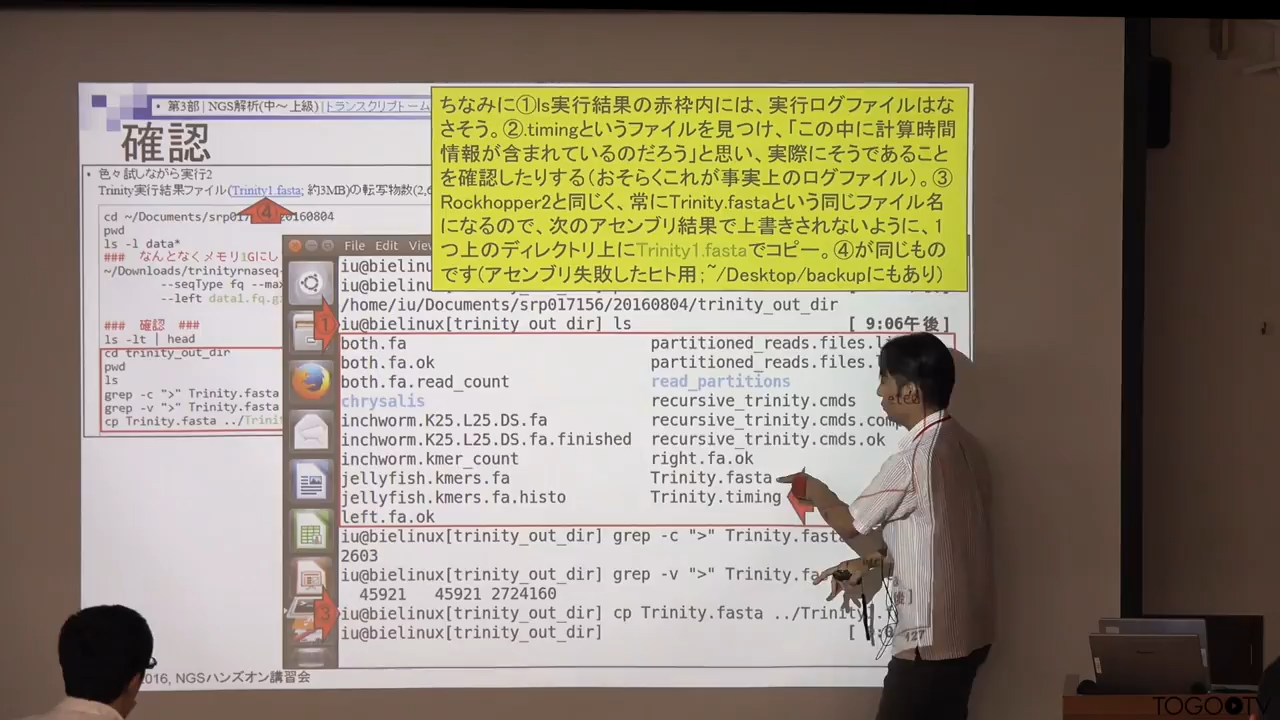 第3部 | NGS解析(中～上級) |トランスクリプトーム
確認
ちなみに①ls実行結果の赤枠内には、実行ログファイルはな
さそう。②.timingというファイルを見つけ、「この中に計算時間
情報が含まれているのだろう」と思い、実際にそうであること
を確認したりする(おそらくこれが事実上のログファイル)。③
Rockhopper2と同じく、常にTrinity.fastaという同じファイル名
になるので、次のアセンブリ結果で上書きされないように、1
つ上のディレクトリ上にTrinity1.fastaでコピー。④が同じもの
です(アセンブリ失敗したヒト用;~/Desktop/backupにもあり)
色々試しながら実行2
Trinity実行結果ファイル(Trinity1.fasta; 約3MB)の転写物数(2,6
④
cd ~/Documents/srp017156/20160804
pwd
ls -l data*
### なんとなくメモリ1Gにし
~/Downloads/trinityrnaseq-
--seqType fq --max
--left data1.fq.g
### 確認 ###
ls -lt | head
cd trinity_out_dir
pwd
ls
grep -c ">" Trinity.fasta
grep -v ">" Trinity.fasta
cp Trinity.fasta ../Trini
File Edit View
iu@bielinux
iu@bielinux
/home/iu/Documents/srp017156/20160804/trinity_out_dir
①
iu@bielinux[trinity_out_dir] ls [ 9:06午後]
both.fa partitioned_reads.files.li
both.fa.ok partitioned_reads.files.
both.fa.read_count read_partitions
chrysalis recursive_trinity.cmds
inchworm.K25.L25.DS.fa recursive_trinity.cmds.com eted
inchworm.K25.L25.DS.fa.finished recursive_trinity.cmds.ok
inchworm.kmer_count right.fa.ok
jellyfish.kmers.fa Trinity.fasta
jellyfish.kmers.fa.histo Trinity.timing
left.fa.ok
iu@bielinux[trinity_out_dir] grep -c ">" Trinity.fasta
2603
iu@bielinux[trinity_out_dir] grep -v ">" Trinity.fa
45921 45921 2724160
③
iu@bielinux[trinity_out_dir] cp Trinity.fasta ../Trinity1.f
iu@bielinux[trinity_out_dir]
127
2016, NGSハンズオン講習会
TOGOTV